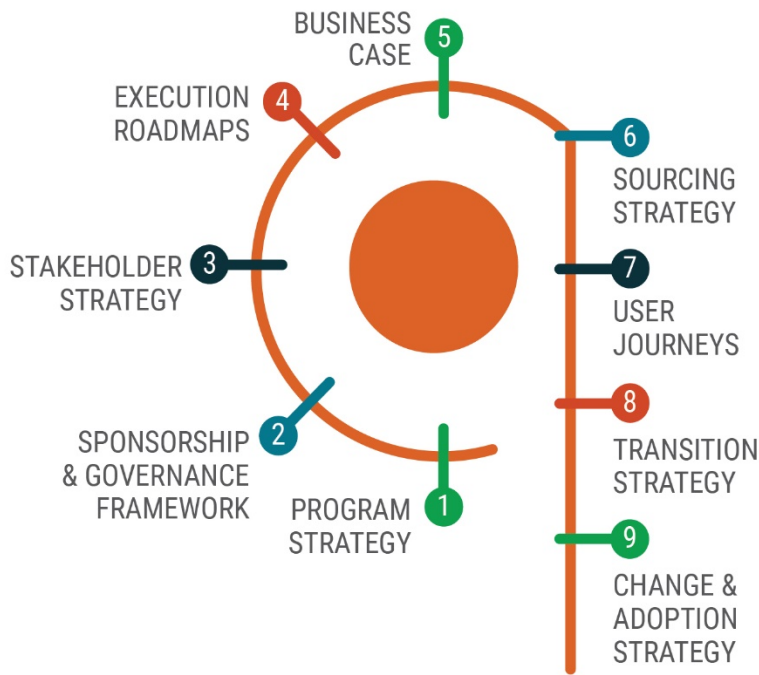 1
PROGRAM
STRATEGY
2
SPONSORSHIP
& GOVERNANCE
FRAMEWORK
3
STAKEHOLDER
STRATEGY
4
EXECUTION
ROADMAPS
5
BUSINESS
CASE
6
SOURCING
STRATEGY
7
USER
JOURNEYS
8
TRANSITION
STRATEGY
9
CHANGE &
ADOPTION
STRATEGY